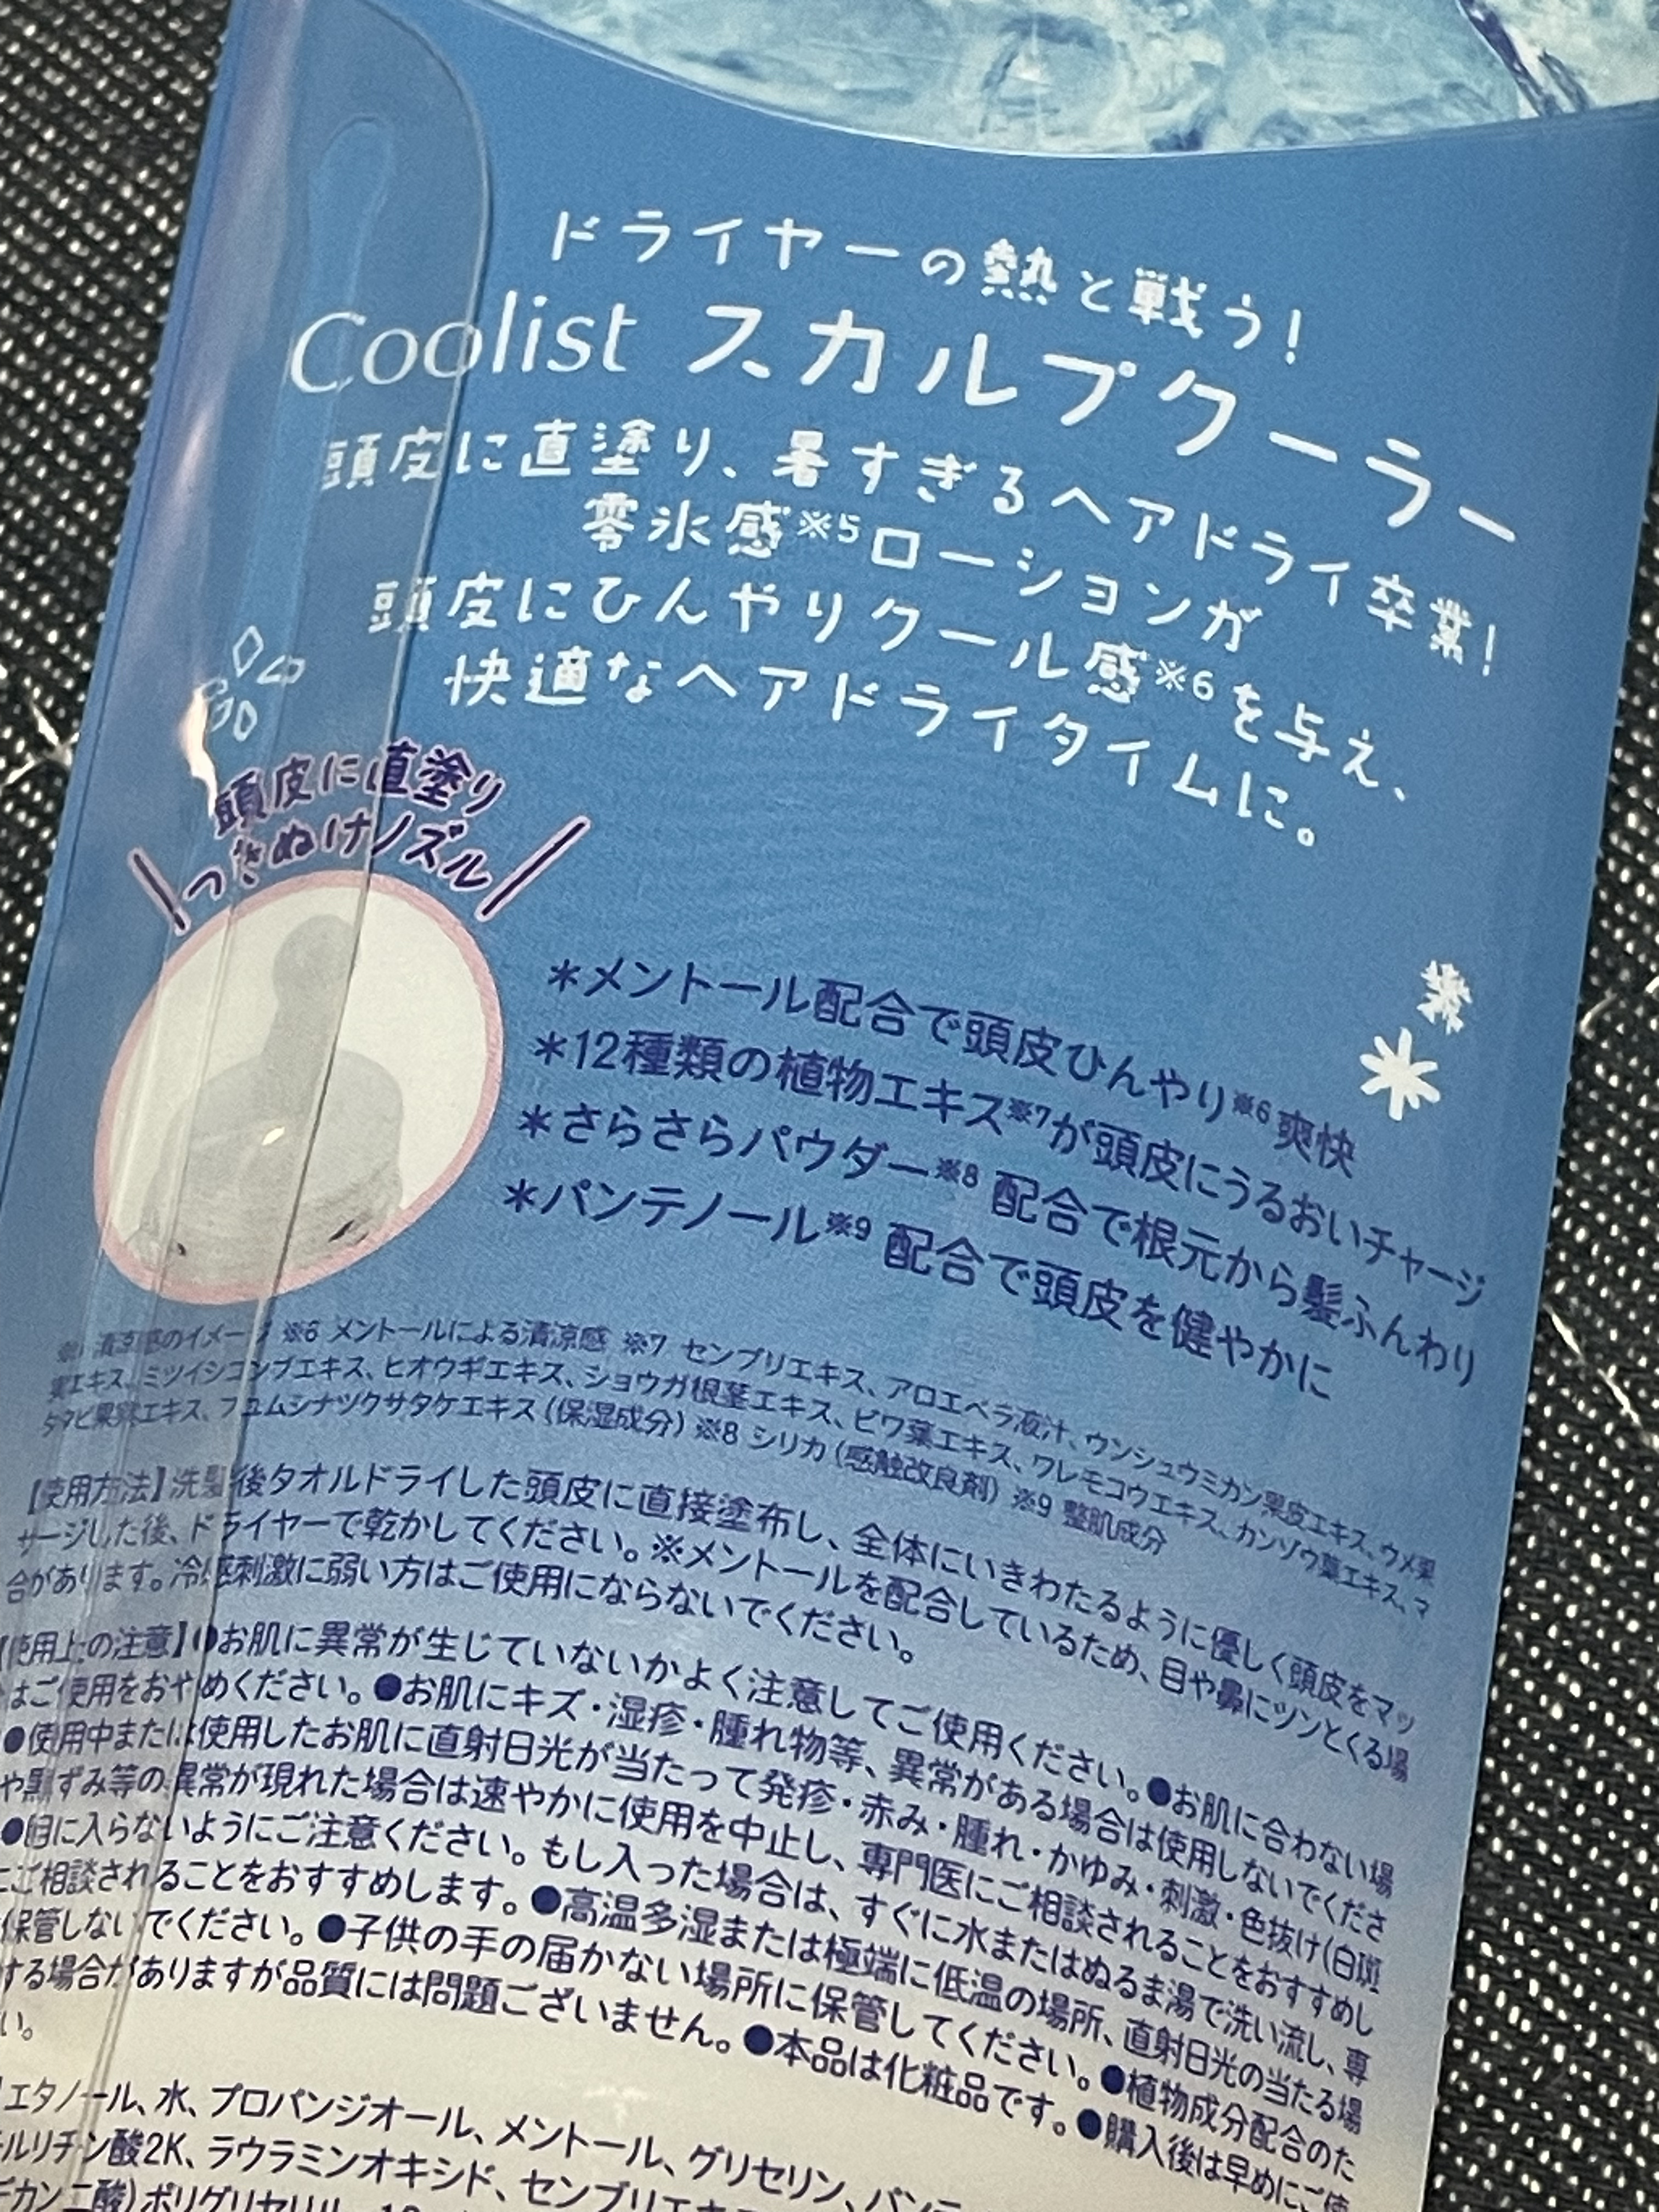 ドライヤーの熱と戦う!
Coolist スカルプクーラー
頭皮に直塗り、暑すぎるヘアドライ卒業!
零氷感※5ローションが
頭皮にひんやりクール感※6を与え、
快適なヘアドライタイムに。
頭皮に直塗り
つきぬけノズル
*メントール配合で頭皮ひんやり※6爽快
*12種類の植物エキス※7が頭皮にうるおいチャージ
*さらさらパウダー※8 配合で根元から髪ふんわり
*パンテノール※9 配合で頭皮を健やかに
清涼感のイメージ ※6 メントールによる清涼感 ※7 センブリエキス、アロエベラ液汁、ウンシュウミカン果皮エキス、ウメ果
実エキス、ミツイシコンブエキス、ヒオウギエキス、ショウガ根茎エキス、ビワ葉エキス、ワレモコウエキス、カンゾウ葉エキス、マ
タタビ果実エキス、フユムシナツクサタケエキス(保湿成分) ※8 シリカ(感触改良剤) ※9 整肌成分
【使用方法】洗髪後タオルドライした頭皮に直接塗布し、全体にいきわたるように優しく頭皮をマッ
サージした後、ドライヤーで乾かしてください。※メントールを配合しているため、目や鼻にツンとくる場
合があります。冷感刺激に弱い方はご使用にならないでください。
【使用上の注意】●お肌に異常が生じていないかよく注意してご使用ください。●お肌に合わない場
はご使用をおやめください。●お肌にキズ・湿疹・腫れ物等、異常がある場合は使用しないでくださ
●使用中または使用したお肌に直射日光が当たって発疹・赤み・腫れ・かゆみ・刺激・色抜け(白斑
や黒ずみ等の異常が現れた場合は速やかに使用を中止し、専門医にご相談されることをおすすめし
●目に入らないようにご注意ください。もし入った場合は、すぐに水またはぬるま湯で洗い流し、専
にご相談されることをおすすめします。●高温多湿または極端に低温の場所、直射日光の当たる場
保管しないでください。●子供の手の届かない場所に保管してください。●植物成分配合のた
する場合がありますが品質には問題ございません。●本品は化粧品です。●購入後は早めにご使
い。
エタノール、水、プロパンジオール、メントール、グリセリン、パンテ
ルリチン酸2K、ラウラミンオキシド、センブリエキ
デカン二酸)ポリグリセリル